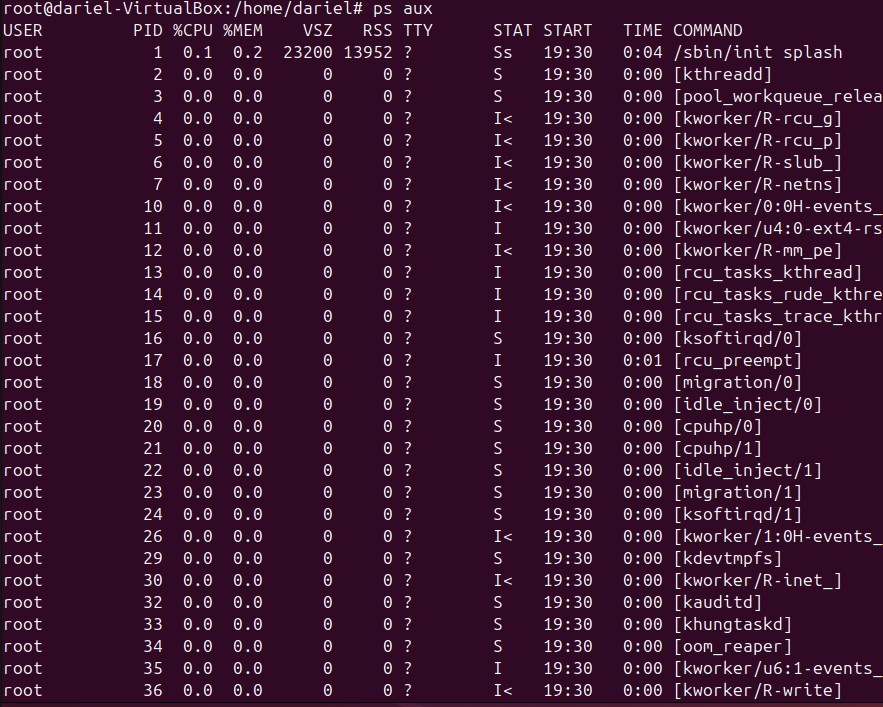 root@dariel-VirtualBox:/home/dariel# ps aux
USER         PID %CPU %MEM    VSZ   RSS TTY      STAT START   TIME COMMAND
root           1  0.1  0.2  23200 13952 ?        Ss   19:30   0:04 /sbin/init splash
root           2  0.0  0.0      0     0 ?        S    19:30   0:00 [kthreadd]
root           3  0.0  0.0      0     0 ?        S    19:30   0:00 [pool_workqueue_relea
root           4  0.0  0.0      0     0 ?        I<   19:30   0:00 [kworker/R-rcu_g]
root           5  0.0  0.0      0     0 ?        I<   19:30   0:00 [kworker/R-rcu_p]
root           6  0.0  0.0      0     0 ?        I<   19:30   0:00 [kworker/R-slub_]
root           7  0.0  0.0      0     0 ?        I<   19:30   0:00 [kworker/R-netns]
root          10  0.0  0.0      0     0 ?        I<   19:30   0:00 [kworker/0:0H-events_
root          11  0.0  0.0      0     0 ?        I    19:30   0:00 [kworker/u4:0-ext4-rs
root          12  0.0  0.0      0     0 ?        I<   19:30   0:00 [kworker/R-mm_pe]
root          13  0.0  0.0      0     0 ?        I    19:30   0:00 [rcu_tasks_kthread]
root          14  0.0  0.0      0     0 ?        I    19:30   0:00 [rcu_tasks_rude_kthre
root          15  0.0  0.0      0     0 ?        I    19:30   0:00 [rcu_tasks_trace_kthr
root          16  0.0  0.0      0     0 ?        S    19:30   0:00 [ksoftirqd/0]
root          17  0.0  0.0      0     0 ?        I    19:30   0:01 [rcu_preempt]
root          18  0.0  0.0      0     0 ?        S    19:30   0:00 [migration/0]
root          19  0.0  0.0      0     0 ?        S    19:30   0:00 [idle_inject/0]
root          20  0.0  0.0      0     0 ?        S    19:30   0:00 [cpuhp/0]
root          21  0.0  0.0      0     0 ?        S    19:30   0:00 [cpuhp/1]
root          22  0.0  0.0      0     0 ?        S    19:30   0:00 [idle_inject/1]
root          23  0.0  0.0      0     0 ?        S    19:30   0:00 [migration/1]
root          24  0.0  0.0      0     0 ?        S    19:30   0:00 [ksoftirqd/1]
root          26  0.0  0.0      0     0 ?        I<   19:30   0:00 [kworker/1:0H-events_
root          29  0.0  0.0      0     0 ?        S    19:30   0:00 [kdevtmpfs]
root          30  0.0  0.0      0     0 ?        I<   19:30   0:00 [kworker/R-inet_]
root          32  0.0  0.0      0     0 ?        S    19:30   0:00 [kauditd]
root          33  0.0  0.0      0     0 ?        S    19:30   0:00 [khungtaskd]
root          34  0.0  0.0      0     0 ?        S    19:30   0:00 [oom_reaper]
root          35  0.0  0.0      0     0 ?        I    19:30   0:00 [kworker/u6:1-events_
root          36  0.0  0.0      0     0 ?        I<   19:30   0:00 [kworker/R-write]